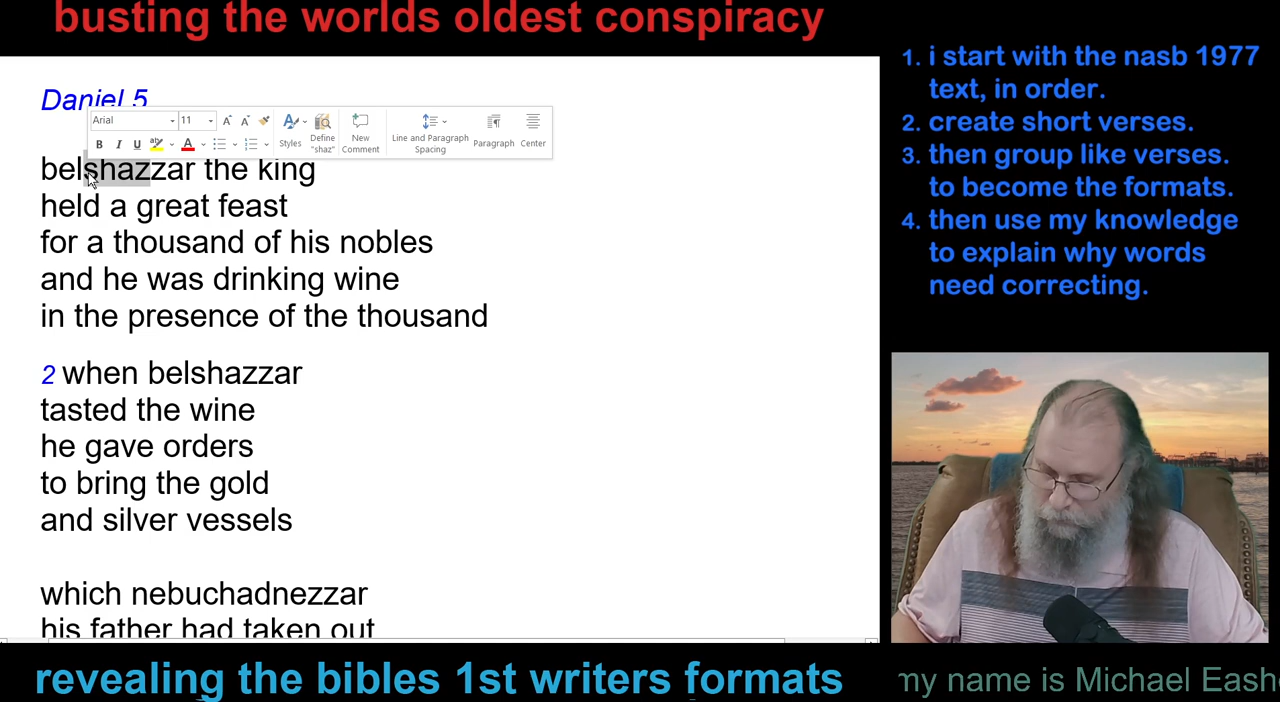 busting the worlds oldest conspiracy
Daniel 5
Arial
11
Styles
Define
"shaz"
New
Comment
Line and Paragraph
Spacing
Paragraph
Center
belshazzar the king
held a great feast
for a thousand of his nobles
and he was drinking wine
in the presence of the thousand
2 when belshazzar
tasted the wine
he gave orders
to bring the gold
and silver vessels
which nebuchadnezzar
his father had taken out
1. i start with the nasb 1977
text, in order.
2. create short verses.
3. then group like verses.
to become the formats.
4. then use my knowledge
to explain why words
need correcting.
revealing the bibles 1st writers formats
my name is Michael Eash